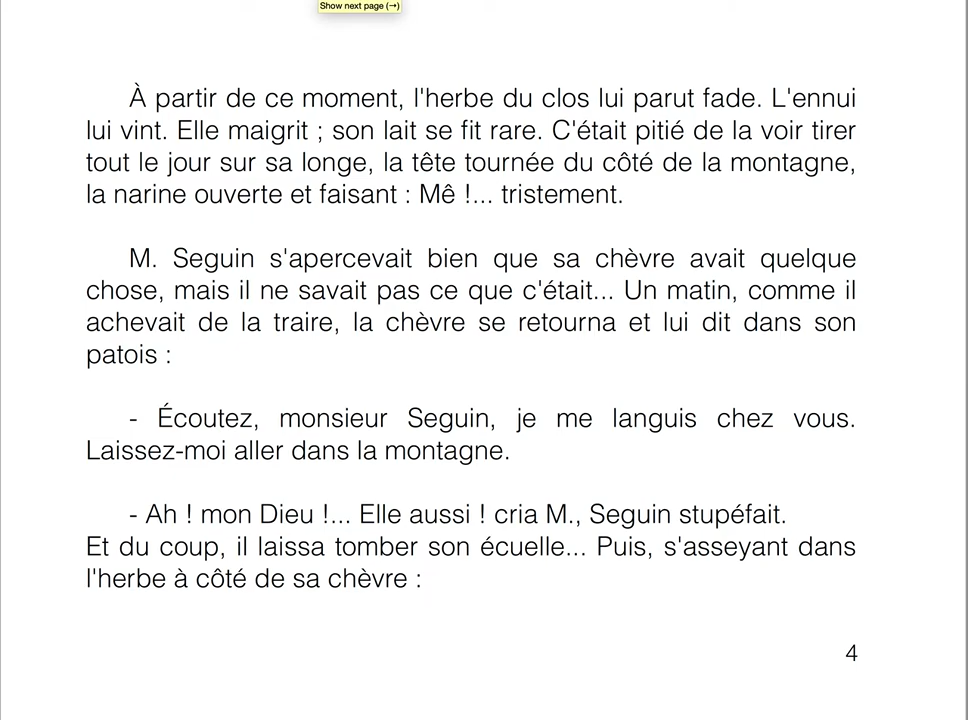 Show next page (→)
À partir de ce moment, l'herbe du clos lui parut fade. L'ennui
lui vint. Elle maigrit ; son lait se fit rare. C'était pitié de la voir tirer
tout le jour sur sa longe, la tête tournée du côté de la montagne,
la narine ouverte et faisant : Mê !... tristement.
M. Seguin s'apercevait bien que sa chèvre avait quelque
chose, mais il ne savait pas ce que c'était... Un matin, comme il
achevait de la traire, la chèvre se retourna et lui dit dans son
patois :
- Écoutez, monsieur Seguin, je me languis chez vous.
Laissez-moi aller dans la montagne.
- Ah ! mon Dieu !... Elle aussi ! cria M., Seguin stupéfait.
Et du coup, il laissa tomber son écuelle... Puis, s'asseyant dans
l'herbe à côté de sa chèvre :
4